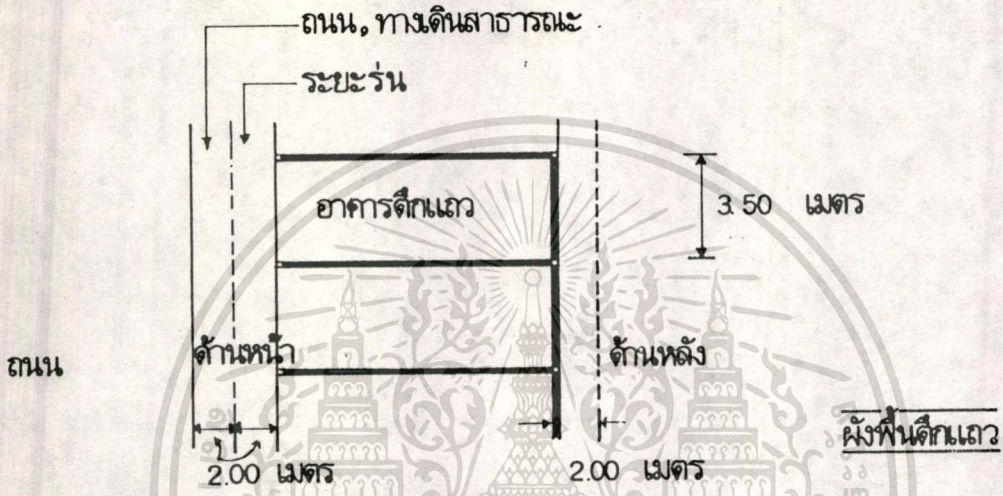 ถนน, ทางเดินสาธารณะ
ระยะร่น
อาคารตึกแถว
3.50 เมตร
ถนน
ด้านหน้า
ด้านหลัง
ผังพื้นตึกแถว
2.00 เมตร
2.00 เมตร